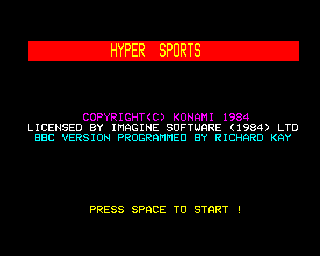 HYPER SPORTS
COPYRIGHT(C) KONAMI 1984
LICENSED BY IMAGINE SOFTWARE (1984) LTD
BBC VERSION PROGRAMMED BY RICHARD KAY
PRESS SPACE TO START !